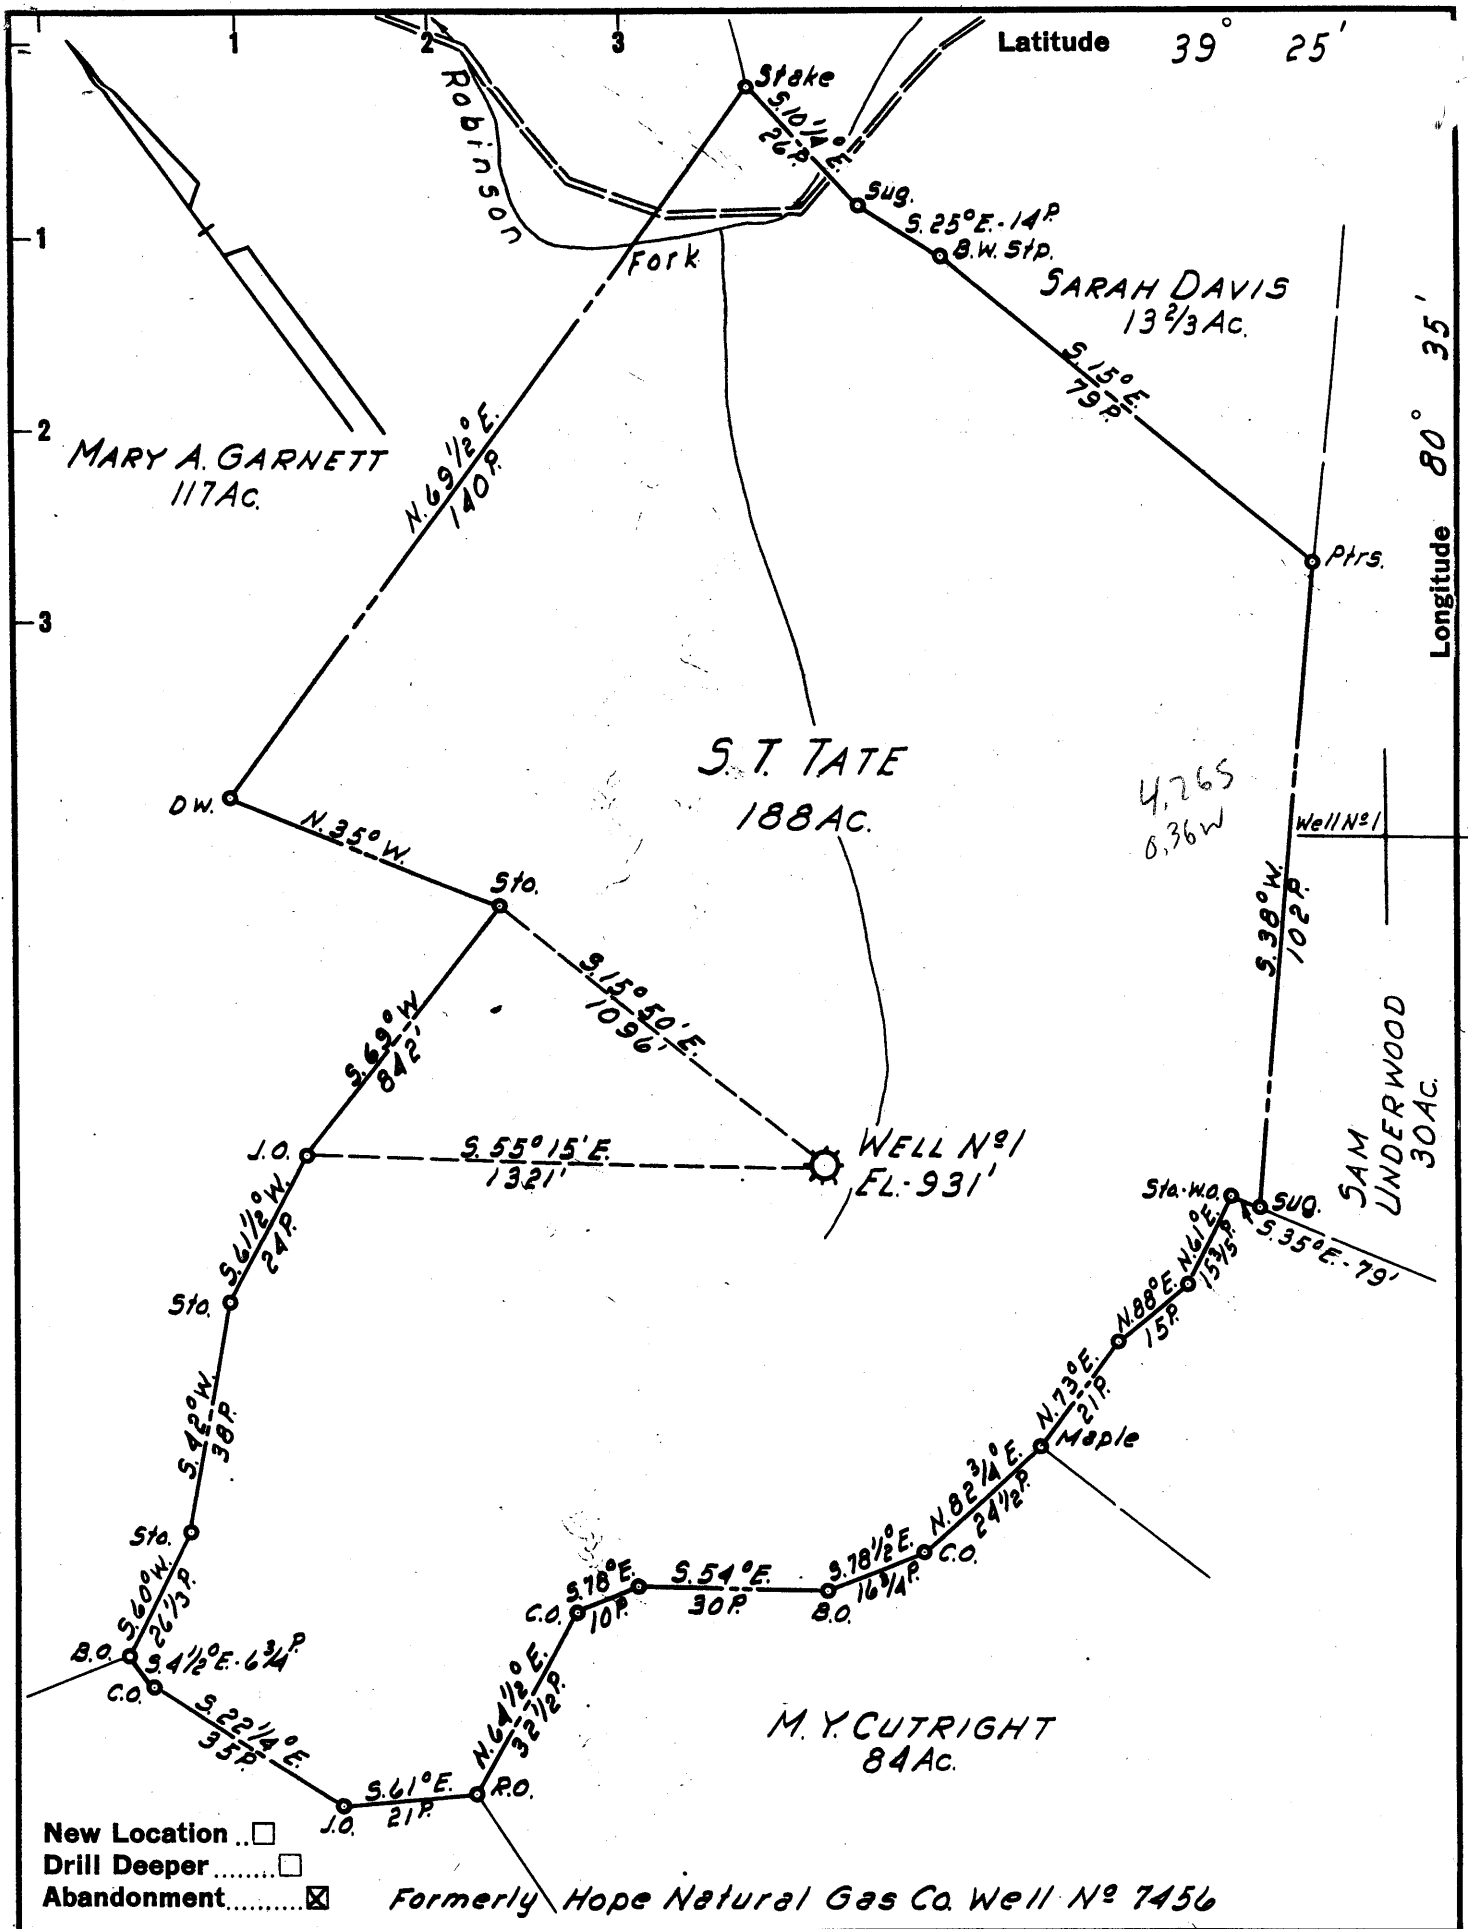 1
2
3
Latitude 39° 25'
Robinson
Fork
Stake
S.10 1/4° E.
26 P.
Sug.
S. 25° E. - 14 P.
B.W. Stp.
SARAH DAVIS
13 2/3 Ac.
1
2
3
Longitude 80° 35'
S. 15° E.
79 P.
MARY A. GARNETT
117 Ac.
N. 69 1/2° E.
140 P.
Ptrs.
S. T. TATE
188 Ac.
4.26S
0.36W
Well Nº 1
D W.
N. 35° W.
Sto.
S. 38° W.
102 P.
S. 15° 50' E.
1096'
S. 69° W.
842'
SAM
UNDERWOOD
30 Ac.
J.O.
S. 55° 15' E.
1321'
WELL Nº 1
EL.- 931'
Sto.-W.O.
Sug.
S. 35° E. - 79'
S. 61 1/2° W.
24 P.
Sto.
N. 61° E.
15 3/5 P.
N. 88° E.
15 P.
N. 73° E.
21 P.
Maple
S. 42° W.
38 P.
N. 82 3/4° E.
24 1/2 P.
Sto.
C.O.
S. 78 1/2° E.
16 3/4 P.
B.O.
S. 54° E.
30 P.
S. 78° E.
10 P.
C.O.
S. 60° W.
26 1/3 P.
B.O.
S. 4 1/2° E. - 6 3/4 P.
C.O.
S. 22 1/4° E.
35 P.
N. 64 1/2° E.
32 1/2 P.
M. Y. CUTRIGHT
84 Ac.
S. 61° E.
21 P.
R.O.
J.O.
New Location ..☐
Drill Deeper ........☐
Abandonment..........☒
Formerly Hope Natural Gas Co. Well Nº 7456